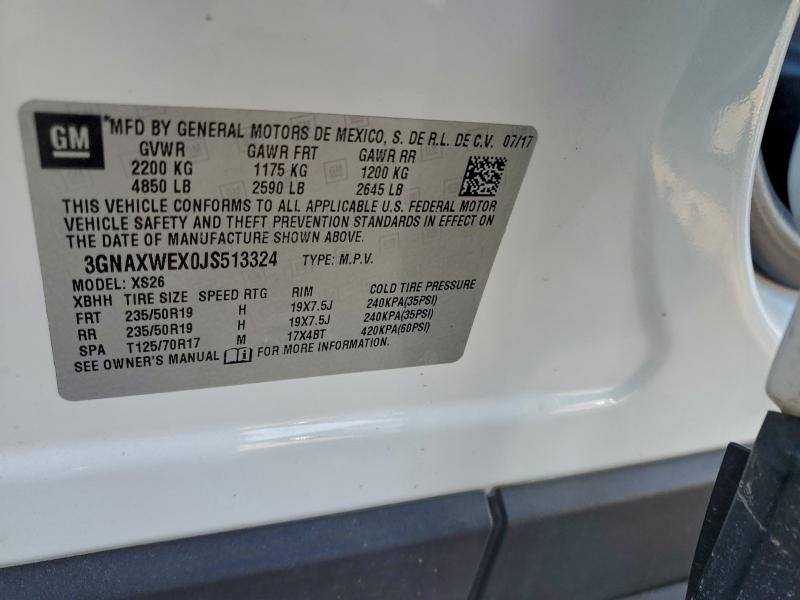 GM *MFD BY GENERAL MOTORS DE MEXICO, S. DE R.L. DE C.V. 07/17
GVWR GAWR FRT GAWR RR
2200 KG 1175 KG 1200 KG
4850 LB 2590 LB 2645 LB
THIS VEHICLE CONFORMS TO ALL APPLICABLE U.S. FEDERAL MOTOR
VEHICLE SAFETY AND THEFT PREVENTION STANDARDS IN EFFECT ON
THE DATE OF MANUFACTURE SHOWN ABOVE.
3GNAXWEX0JS513324 TYPE: M.P.V.
MODEL: XS26
XBHH TIRE SIZE SPEED RTG RIM COLD TIRE PRESSURE
FRT 235/50R19 H 19X7.5J 240KPA(35PSI)
RR 235/50R19 H 19X7.5J 240KPA(35PSI)
SPA T125/70R17 M 17X4BT 420KPA(60PSI)
SEE OWNER'S MANUAL FOR MORE INFORMATION.